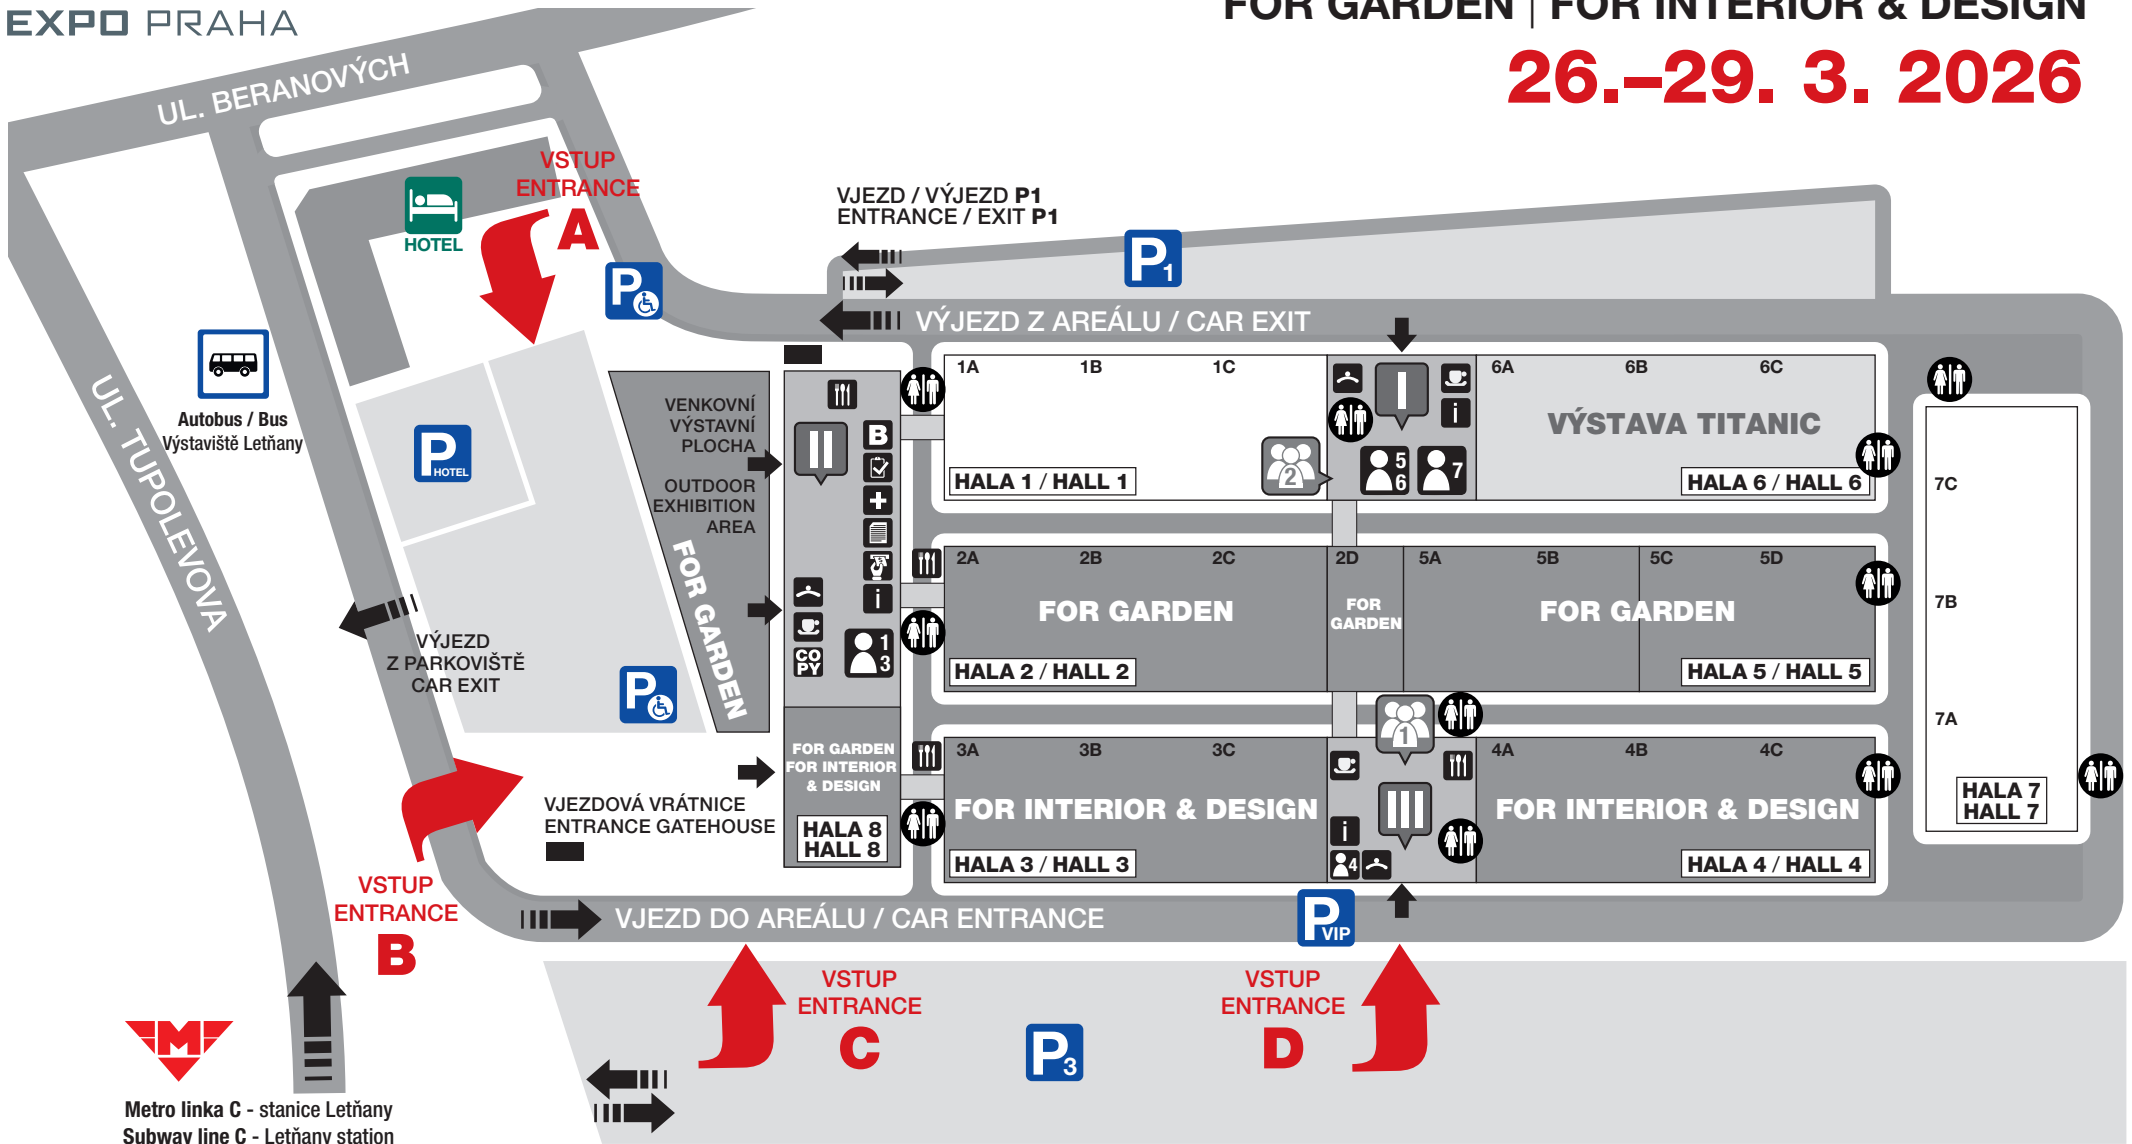 EXPO PRAHA
FOR GARDEN | FOR INTERIOR & DESIGN
26.–29. 3. 2026
UL. BERANOVÝCH
VSTUP
ENTRANCE
A
HOTEL
VJEZD / VÝJEZD P1
ENTRANCE / EXIT P1
P1
P
VÝJEZD Z AREÁLU / CAR EXIT
Autobus / Bus
Výstaviště Letňany
UL. TUPOLEVOVA
P HOTEL
VENKOVNÍ
VÝSTAVNÍ
PLOCHA
OUTDOOR
EXHIBITION
AREA
FOR GARDEN
II
B
i
COPY
1
3
1A 1B 1C
HALA 1 / HALL 1
2
I
i
5
6
7
6A 6B 6C
VÝSTAVA TITANIC
HALA 6 / HALL 6
7C
7B
7A
HALA 7
HALL 7
2A 2B 2C 2D 5A 5B 5C 5D
FOR GARDEN
FOR
GARDEN
FOR GARDEN
HALA 2 / HALL 2
HALA 5 / HALL 5
VÝJEZD
Z PARKOVIŠTĚ
CAR EXIT
P
FOR GARDEN
FOR INTERIOR
& DESIGN
HALA 8
HALL 8
3A 3B 3C
FOR INTERIOR & DESIGN
HALA 3 / HALL 3
1
III
i
4
4A 4B 4C
FOR INTERIOR & DESIGN
HALA 4 / HALL 4
VJEZDOVÁ VRÁTNICE
ENTRANCE GATEHOUSE
VSTUP
ENTRANCE
B
VJEZD DO AREÁLU / CAR ENTRANCE
P VIP
VSTUP
ENTRANCE
C
P3
VSTUP
ENTRANCE
D
M
Metro linka C - stanice Letňany
Subway line C - Letňany station